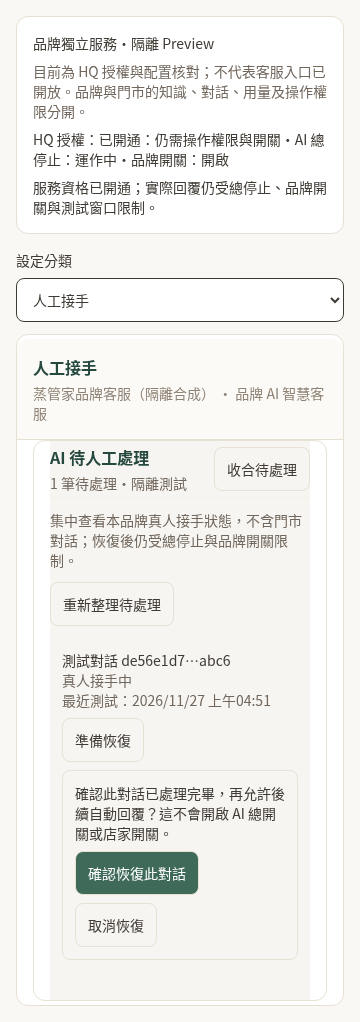 品牌獨立服務・隔離 Preview
目前為 HQ 授權與配置核對；不代表客服入口已
開放。品牌與門市的知識、對話、用量及操作權
限分開。
HQ 授權：已開通：仍需操作權限與開關・AI 總
停止：運作中・品牌開關：開啟
服務資格已開通；實際回覆仍受總停止、品牌開
關與測試窗口限制。
設定分類
人工接手
人工接手
蒸管家品牌客服（隔離合成） ・ 品牌 AI 智慧客
服
AI 待人工處理
1 筆待處理・隔離測試
收合待處理
集中查看本品牌真人接手狀態，不含門市
對話；恢復後仍受總停止與品牌開關限
制。
重新整理待處理
測試對話 de56e1d7…abc6
真人接手中
最近測試：2026/11/27 上午04:51
準備恢復
確認此對話已處理完畢，再允許後
續自動回覆？這不會開啟 AI 總開
關或店家開關。
確認恢復此對話
取消恢復